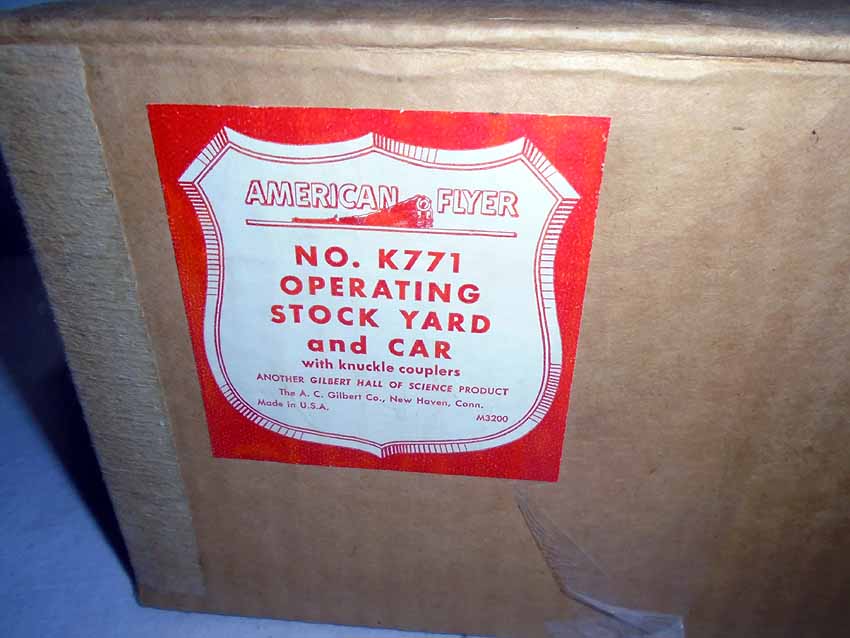 AMERICAN FLYER
NO. K771
OPERATING
STOCK YARD
and CAR
with knuckle couplers
ANOTHER GILBERT HALL OF SCIENCE PRODUCT
The A. C. Gilbert Co., New Haven, Conn.
Made in U.S.A.
M3200